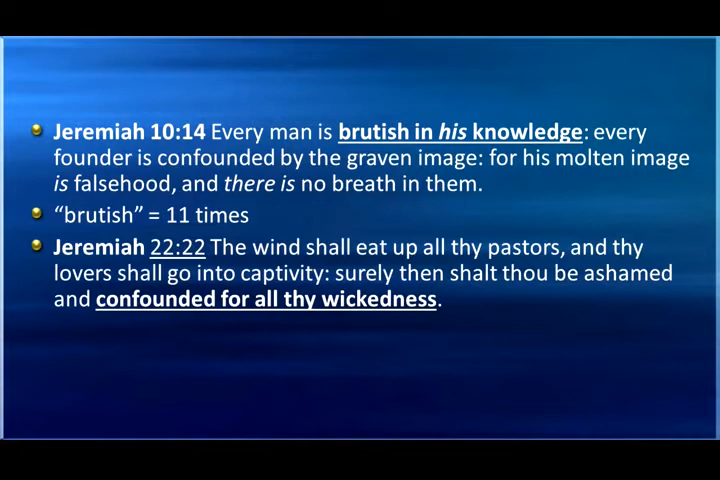 Jeremiah 10:14 Every man is brutish in his knowledge: every
founder is confounded by the graven image: for his molten image
is falsehood, and there is no breath in them.
“brutish” = 11 times
Jeremiah 22:22 The wind shall eat up all thy pastors, and thy
lovers shall go into captivity: surely then shalt thou be ashamed
and confounded for all thy wickedness.